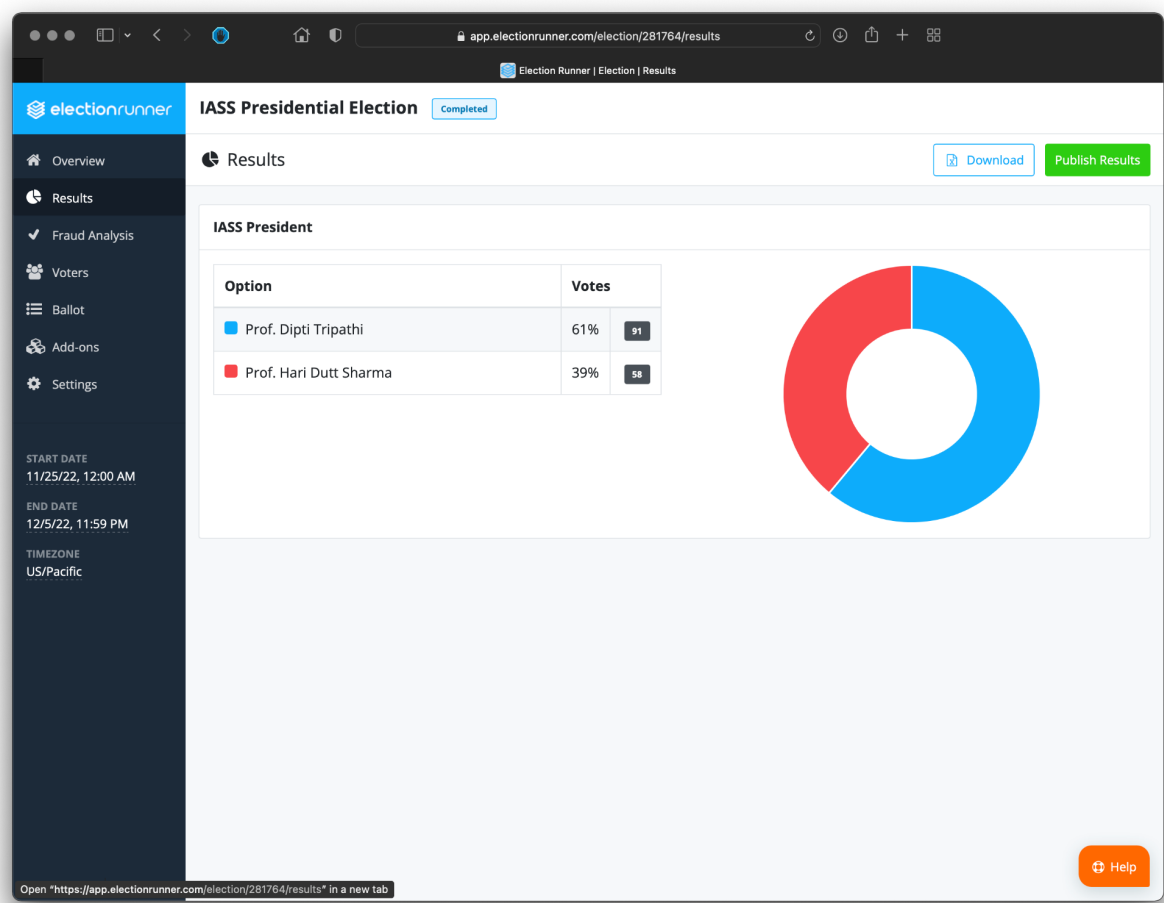 app.electionrunner.com/election/281764/results
Election Runner | Election | Results
electionrunner
IASS Presidential Election Completed
Overview
Results
Fraud Analysis
Voters
Ballot
Add-ons
Settings
START DATE
11/25/22, 12:00 AM
END DATE
12/5/22, 11:59 PM
TIMEZONE
US/Pacific
Results Download Publish Results
IASS President
Option Votes
Prof. Dipti Tripathi 61% 91
Prof. Hari Dutt Sharma 39% 58
Help
Open "https://app.electionrunner.com/election/281764/results" in a new tab